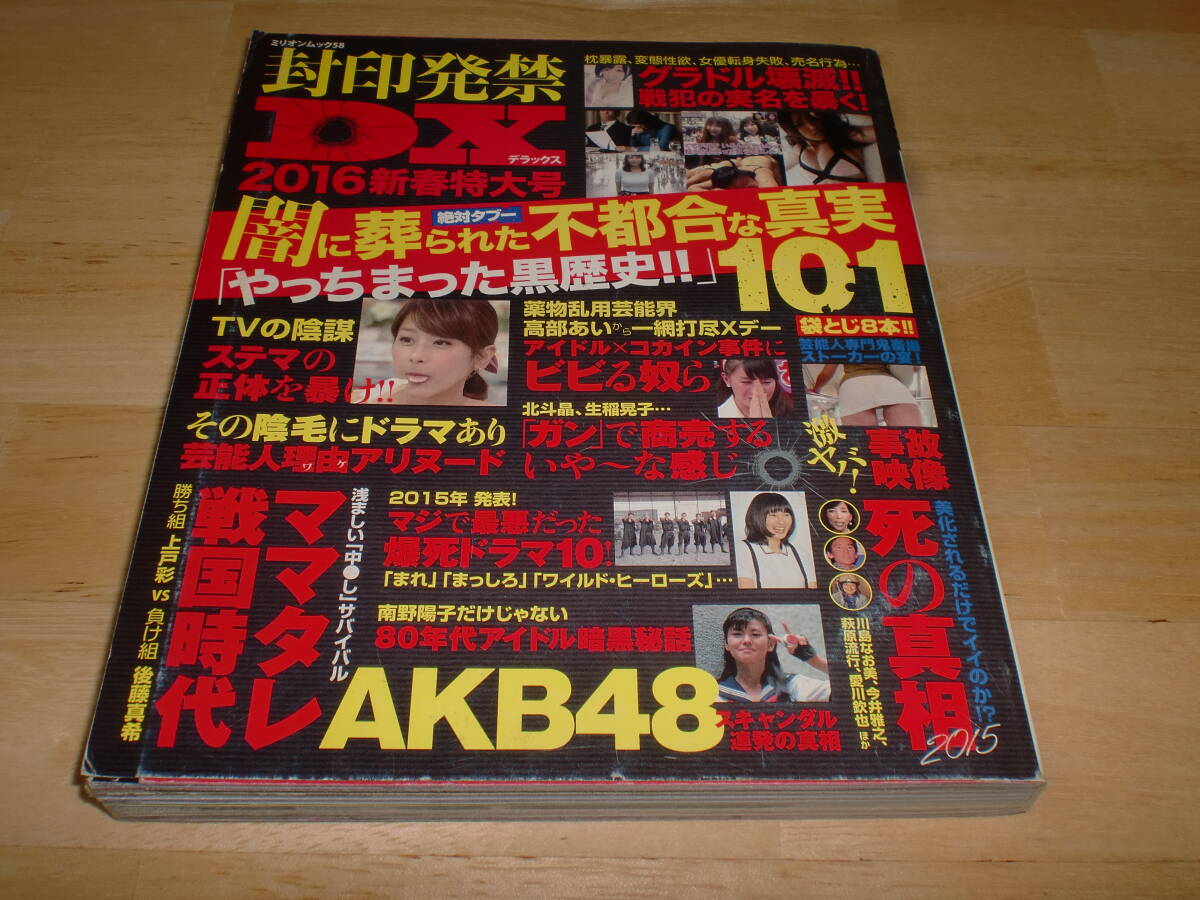 ミリオンムック58
封印発禁
DX
デラックス
2016新春特大号
枕暴露、変態性欲、女優転身失敗、売名行為…
グラドル壊滅!!
戦犯の実名を暴く!
絶対タブー
闇に葬られた不都合な真実
「やっちまった黒歴史!!」101
TVの陰謀
ステマの
正体を暴け!!
薬物乱用芸能界
高部あいから一網打尽Xデー
アイドル×コカイン事件に
ビビる奴ら
袋とじ8本!!
芸能人専門鬼畜
ストーカーの宴!
激ヤバ!
事故
映像
その陰毛にドラマあり
芸能人理由アリヌード
ワケ
北斗晶、生稲晃子…
「ガン」で商売する
いや〜な感じ
浅ましい「中●し」サバイバル
ママタレ
戦国時代
勝ち組 上戸彩 vs 負け組 後藤真希
2015年 発表!
マジで最悪だった
爆死ドラマ10!
「まれ」「まっしろ」「ワイルド・ヒーローズ」…
南野陽子だけじゃない
80年代アイドル暗黒秘話
AKB48
スキャンダル
連発の真相
美化されるだけでイイのか!?
死の真相
2015
川島なお美、今井雅之、
萩原流行、愛川欽也 ほか